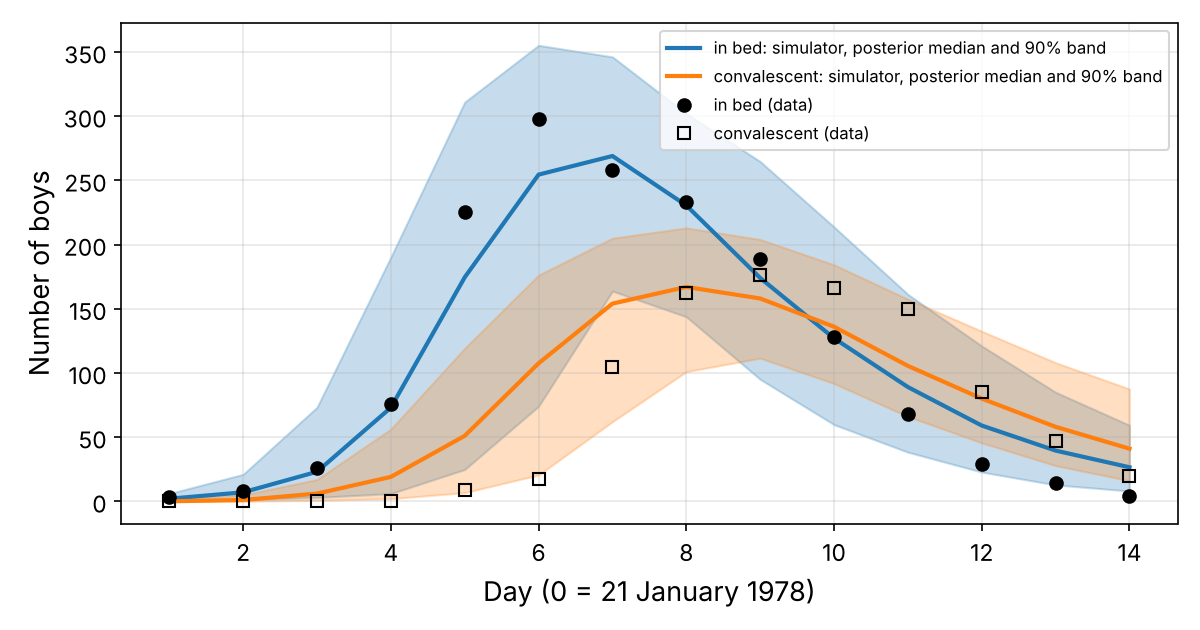 350
300
250
200
150
100
50
0
Number of boys
in bed: simulator, posterior median and 90% band
convalescent: simulator, posterior median and 90% band
in bed (data)
convalescent (data)
2 4 6 8 10 12 14
Day (0 = 21 January 1978)